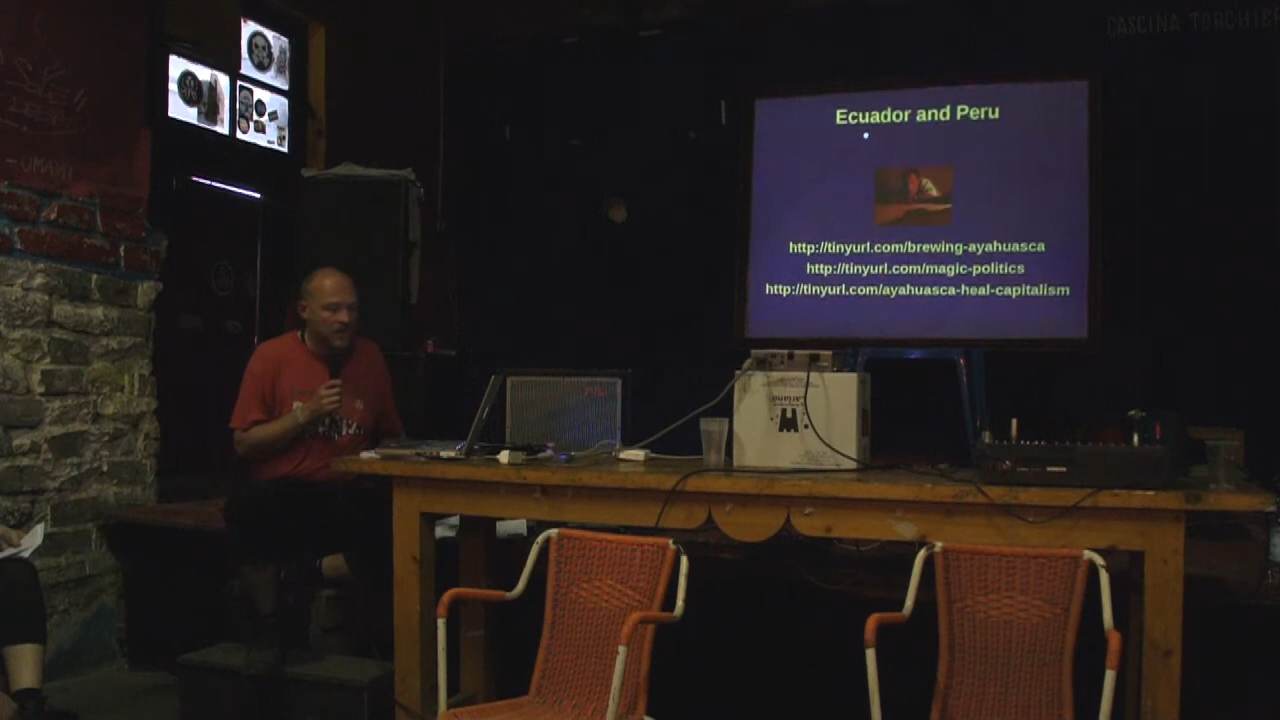 CASCINA TORCHIE
Ecuador and Peru
http://tinyurl.com/brewing-ayahuasca
http://tinyurl.com/magic-politics
http://tinyurl.com/ayahuasca-heal-capitalism